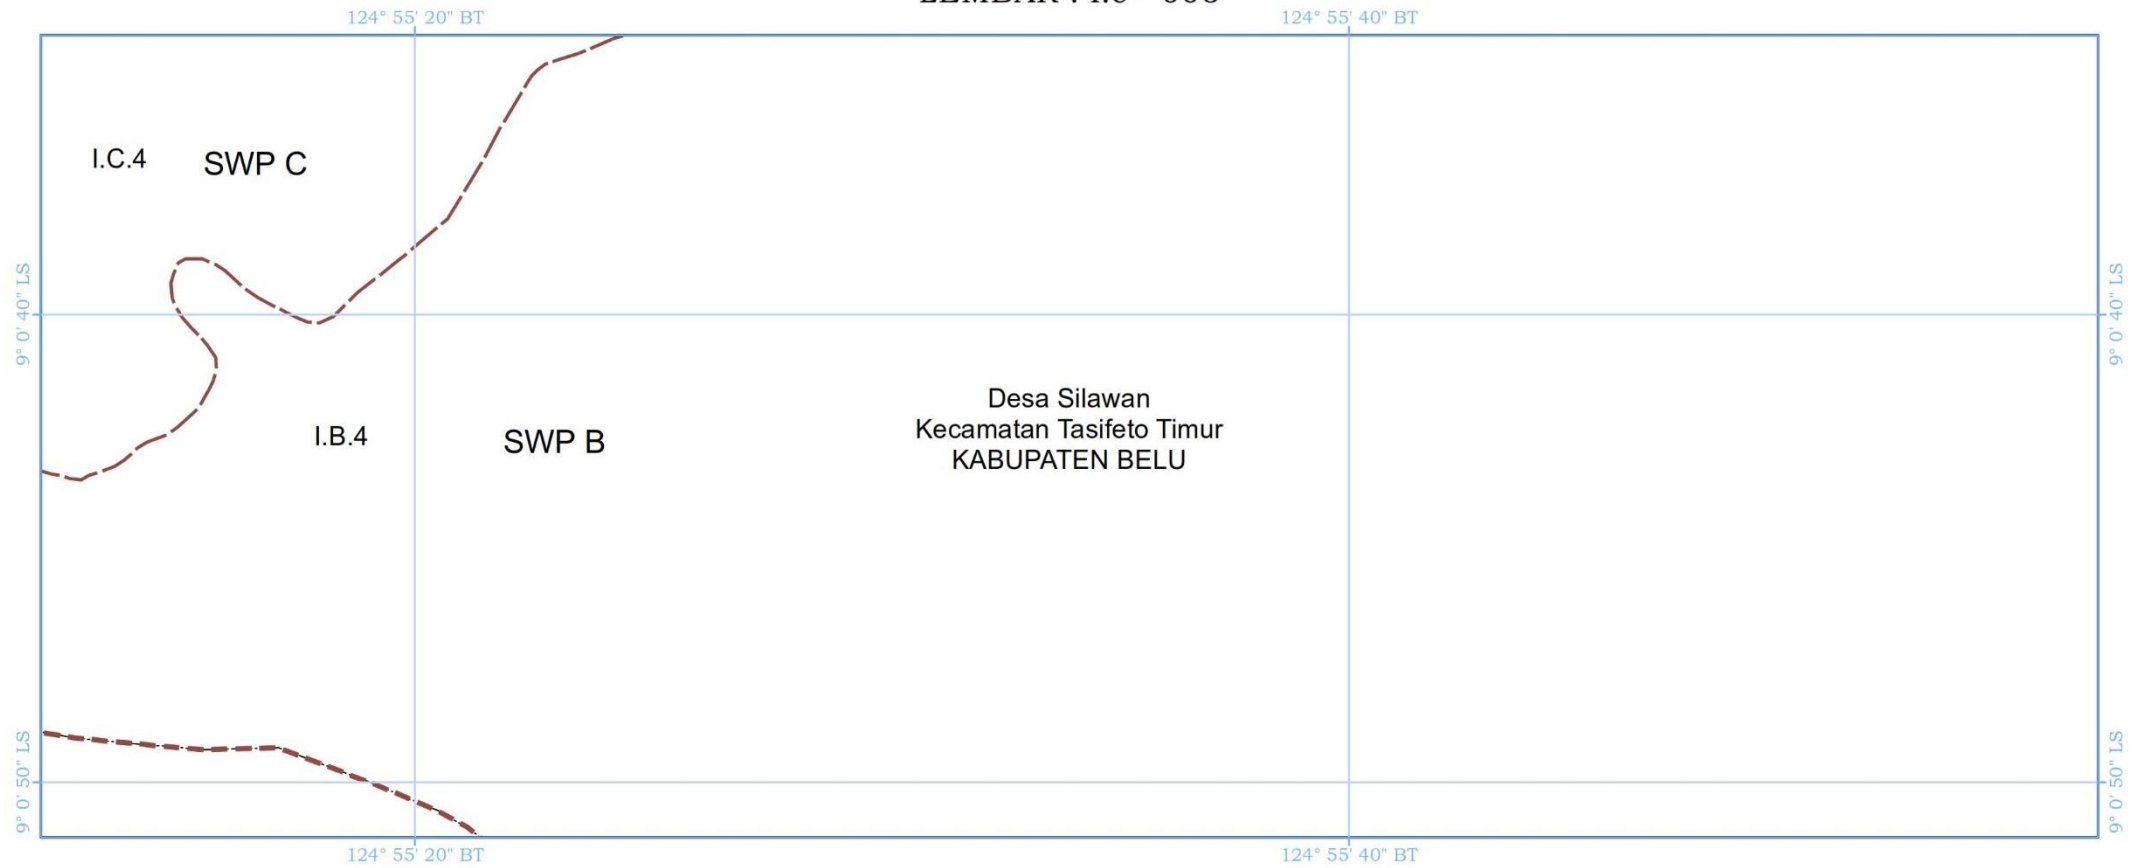 124° 55' 20" BT
124° 55' 40" BT
I.C.4
SWP C
9° 0' 40" LS
9° 0' 40" LS
Desa Silawan
Kecamatan Tasifeto Timur
KABUPATEN BELU
I.B.4
SWP B
9° 0' 50" LS
9° 0' 50" LS
124° 55' 20" BT
124° 55' 40" BT